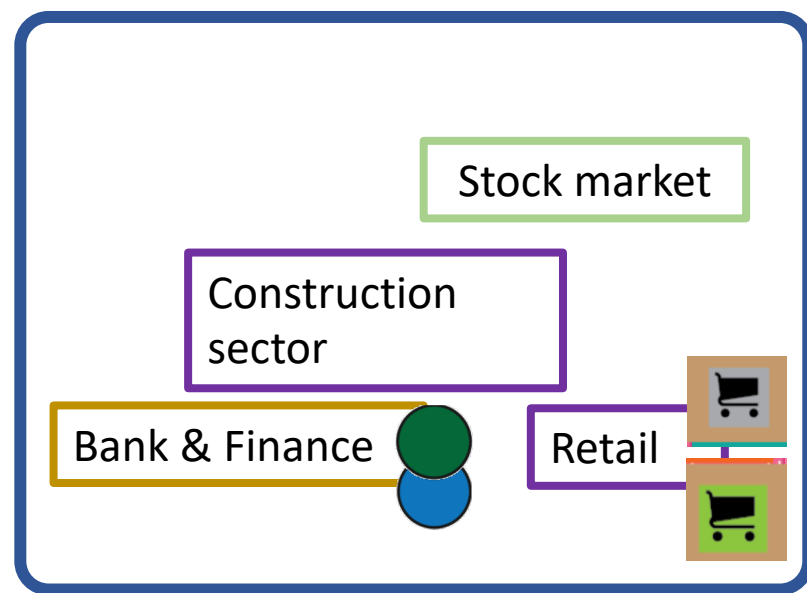 Stock market
Construction
sector
Bank & Finance
Retail